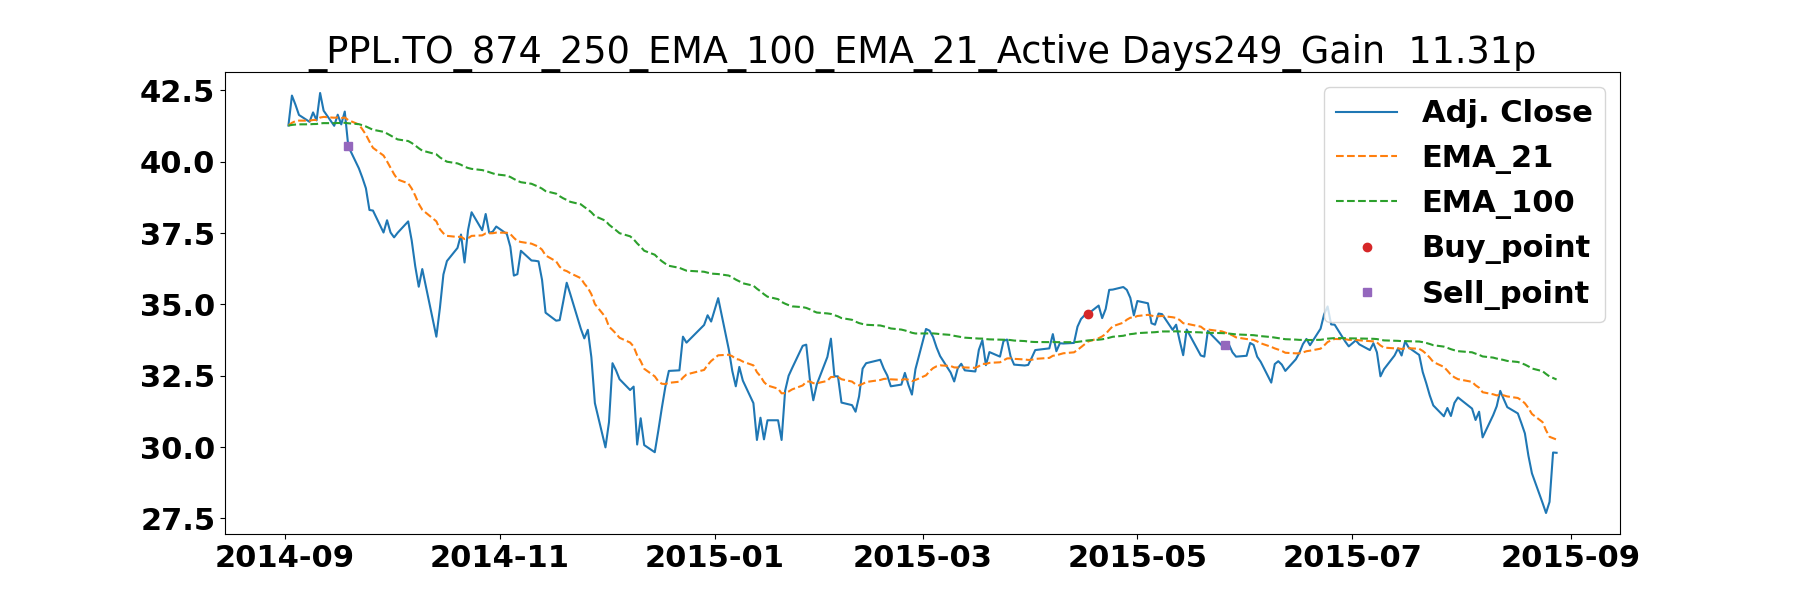 _PPL.TO_874_250_EMA_100_EMA_21_Active Days249_Gain  11.31p
42.5
40.0
37.5
35.0
32.5
30.0
27.5
Adj. Close
EMA_21
EMA_100
Buy_point
Sell_point
2014-09 2014-11 2015-01 2015-03 2015-05 2015-07 2015-09